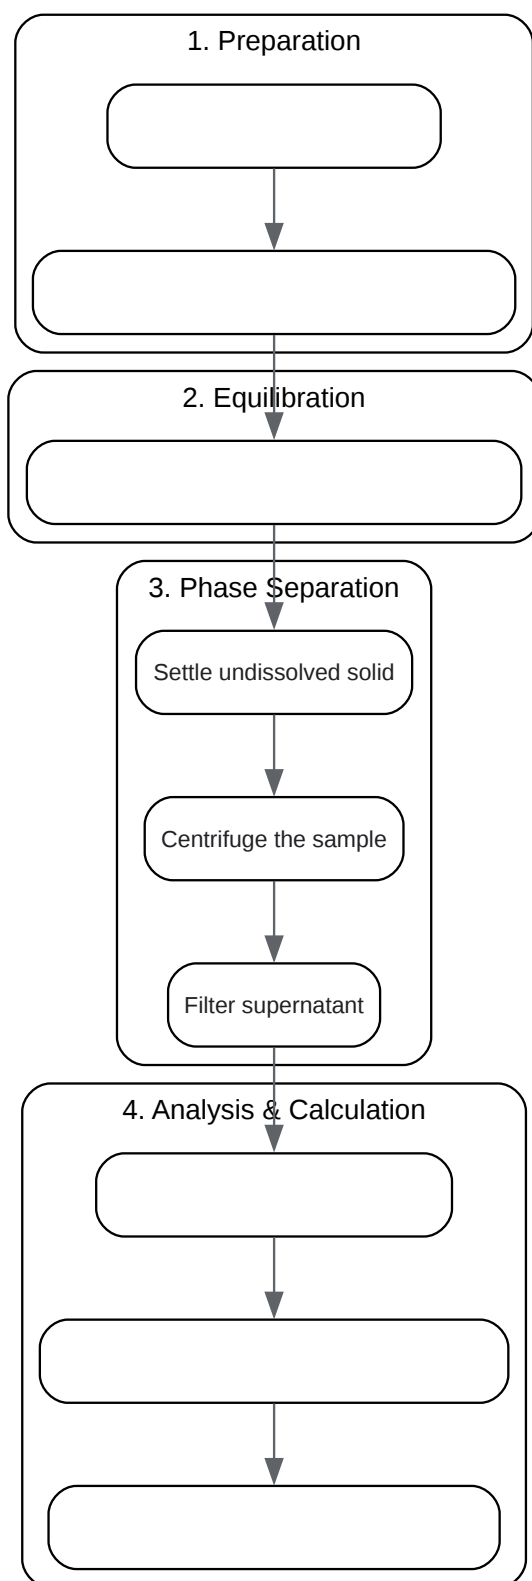 1. Preparation
2. Equilibration
3. Phase Separation
Settle undissolved solid
Centrifuge the sample
Filter supernatant
4. Analysis & Calculation